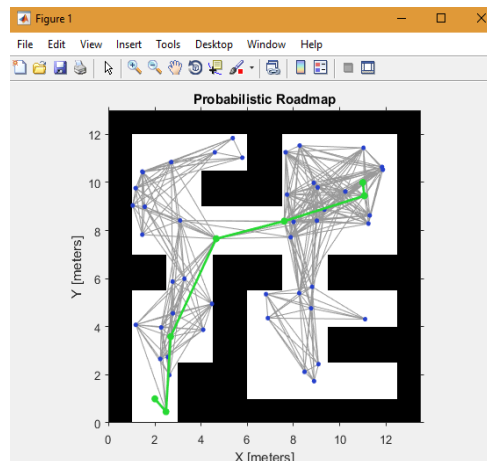 Figure 1
File Edit View Insert Tools Desktop Window Help
Probabilistic Roadmap
12
10
8
6
4
2
0
Y [meters]
0 2 4 6 8 10 12
X [meters]